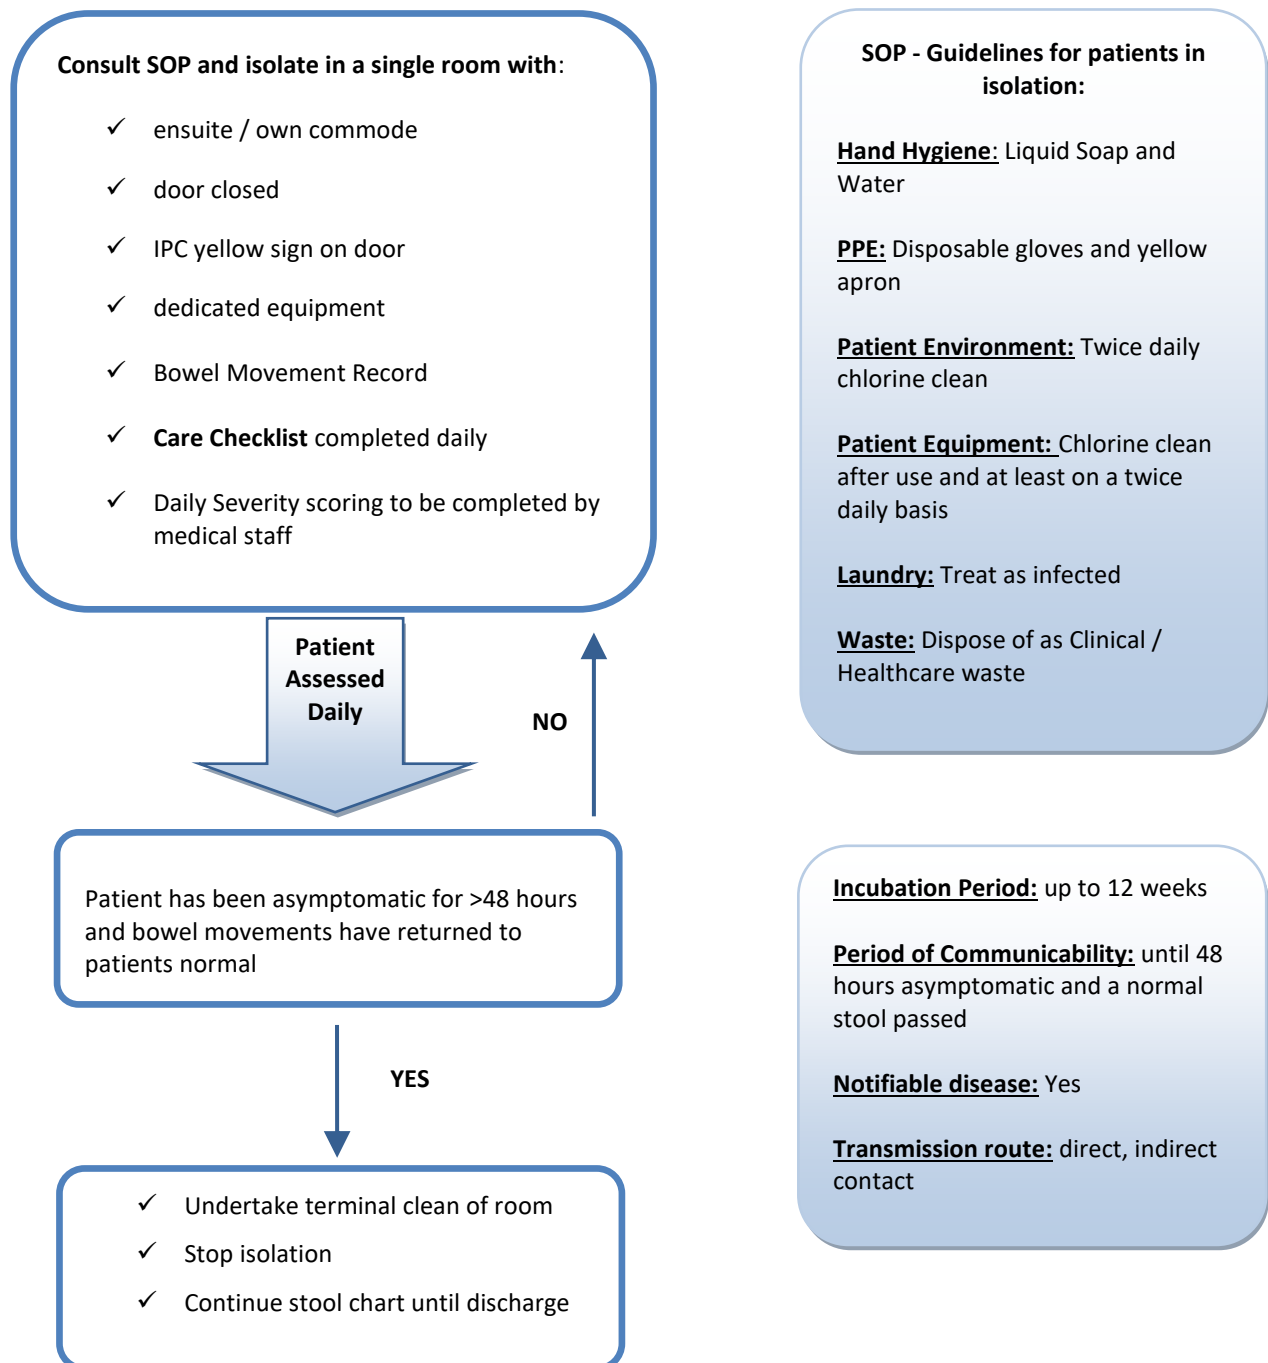 Consult SOP and isolate in a single room with:
✓ ensuite / own commode
✓ door closed
✓ IPC yellow sign on door
✓ dedicated equipment
✓ Bowel Movement Record
✓ Care Checklist completed daily
✓ Daily Severity scoring to be completed by
medical staff
Patient
Assessed
Daily
NO
Patient has been asymptomatic for >48 hours
and bowel movements have returned to
patients normal
YES
✓ Undertake terminal clean of room
✓ Stop isolation
✓ Continue stool chart until discharge
SOP - Guidelines for patients in
isolation:
Hand Hygiene: Liquid Soap and
Water
PPE: Disposable gloves and yellow
apron
Patient Environment: Twice daily
chlorine clean
Patient Equipment: Chlorine clean
after use and at least on a twice
daily basis
Laundry: Treat as infected
Waste: Dispose of as Clinical /
Healthcare waste
Incubation Period: up to 12 weeks
Period of Communicability: until 48
hours asymptomatic and a normal
stool passed
Notifiable disease: Yes
Transmission route: direct, indirect
contact